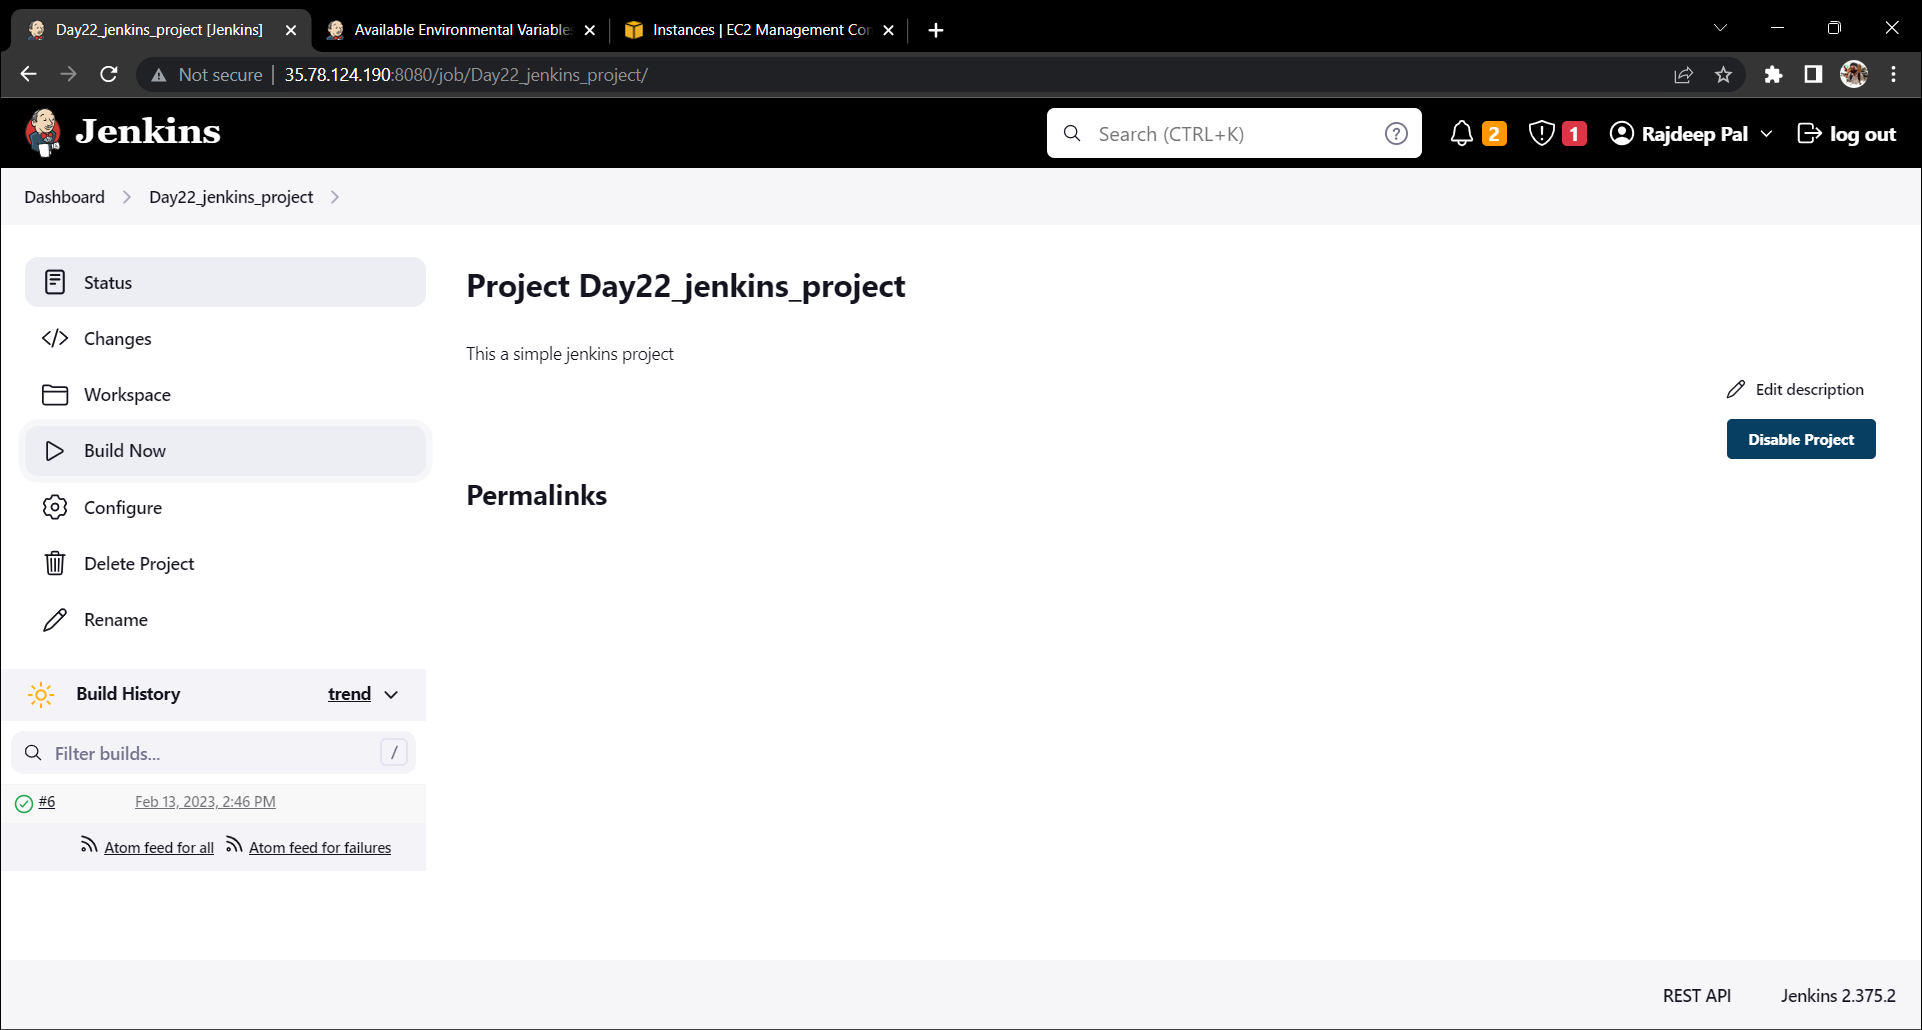 Day22_jenkins_project [Jenkins]
Available Environmental Variable
Instances | EC2 Management Con
Not secure | 35.78.124.190:8080/job/Day22_jenkins_project/
Jenkins
Search (CTRL+K)
?
2
1
Rajdeep Pal
log out
Dashboard
Day22_jenkins_project
Status
Changes
Workspace
Build Now
Configure
Delete Project
Rename
Project Day22_jenkins_project
This a simple jenkins project
Edit description
Disable Project
Permalinks
Build History
trend
Filter builds...
/
#6
Feb 13, 2023, 2:46 PM
Atom feed for all
Atom feed for failures
REST API
Jenkins 2.375.2